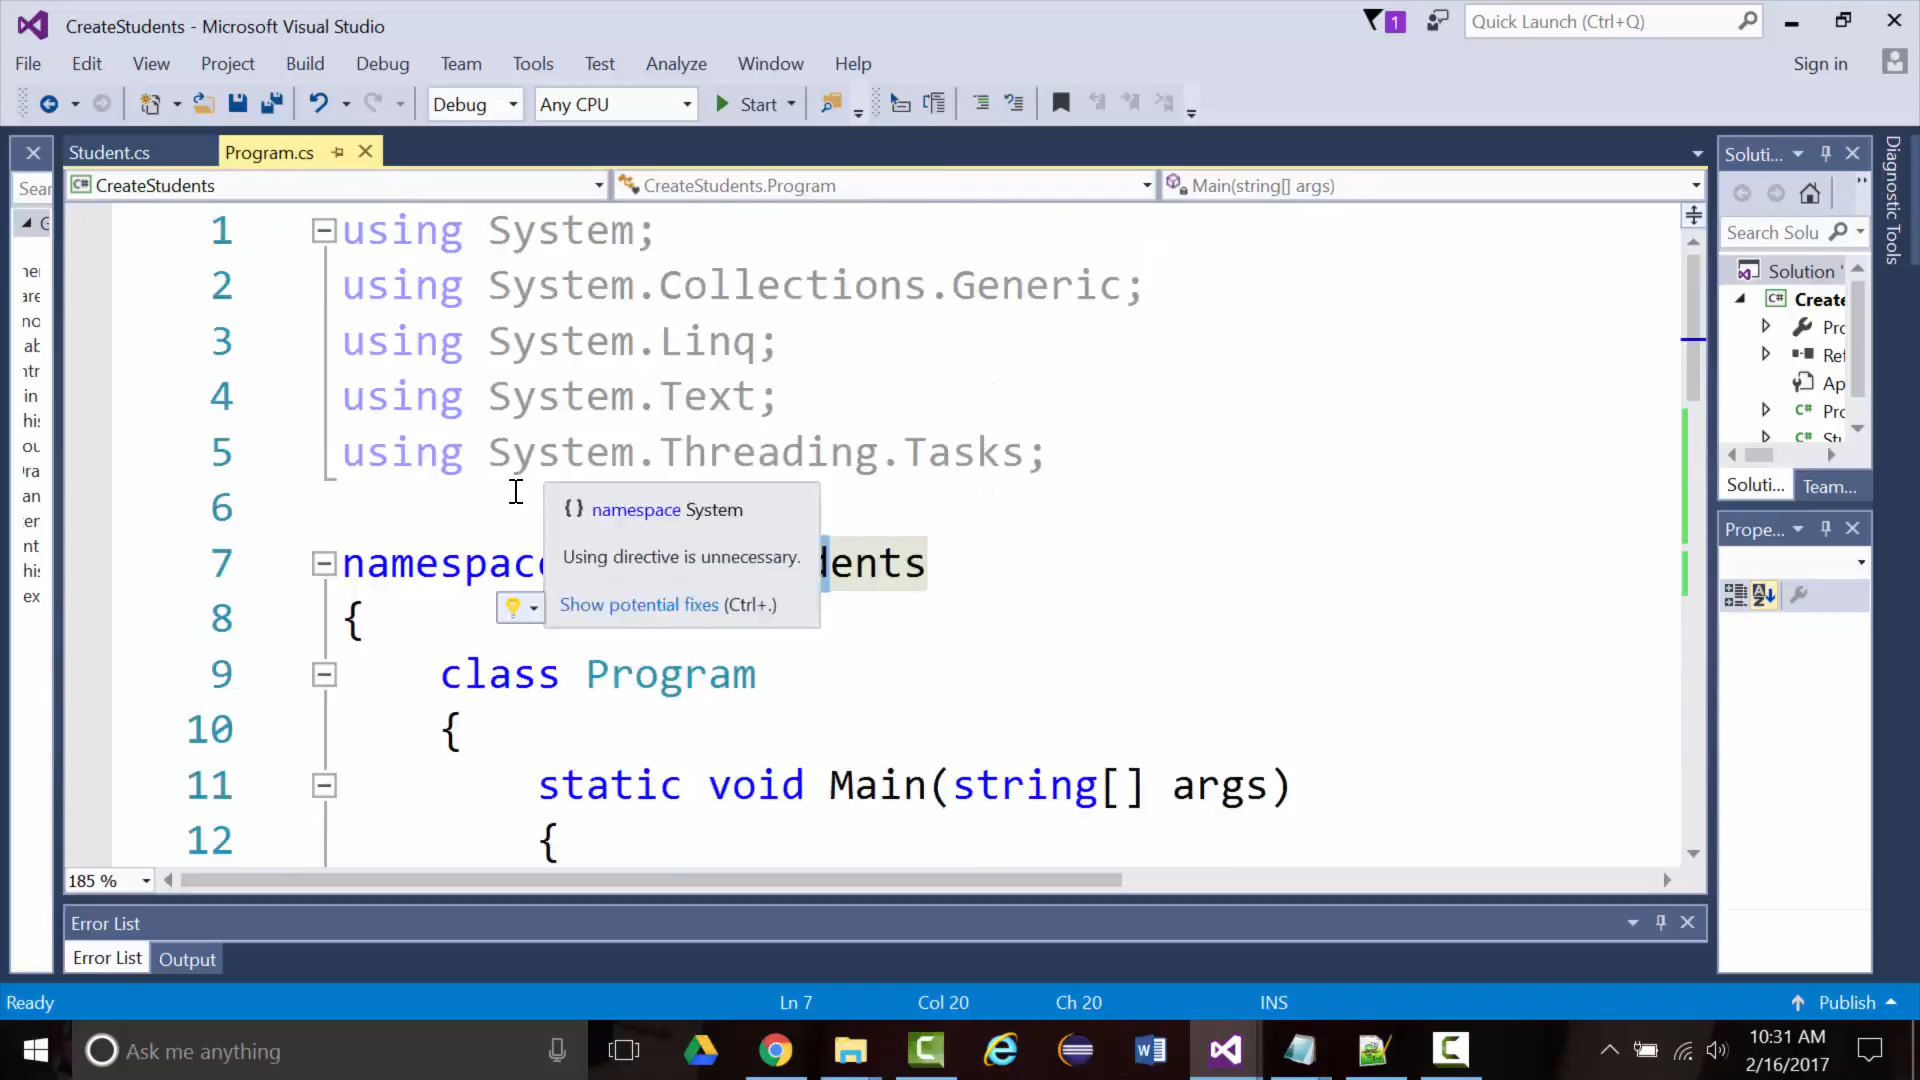 CreateStudents - Microsoft Visual Studio
1
Quick Launch (Ctrl+Q)
File Edit View Project Build Debug Team Tools Test Analyze Window Help
Sign in
Debug Any CPU Start
Student.cs Program.cs
CreateStudents CreateStudents.Program Main(string[] args)
1 using System;
2 using System.Collections.Generic;
3 using System.Linq;
4 using System.Text;
5 using System.Threading.Tasks;
6
{} namespace System
Using directive is unnecessary.
Show potential fixes (Ctrl+.)
7 namespace dents
8 {
9 class Program
10 {
11 static void Main(string[] args)
12 {
185 %
Error List
Error List Output
Soluti...
Search Solu
Solution '
Create
Pro
Ref
Ap
Pro
Soluti... Team...
Prope...
Diagnostic Tools
Ready Ln 7 Col 20 Ch 20 INS Publish
Ask me anything
10:31 AM
2/16/2017